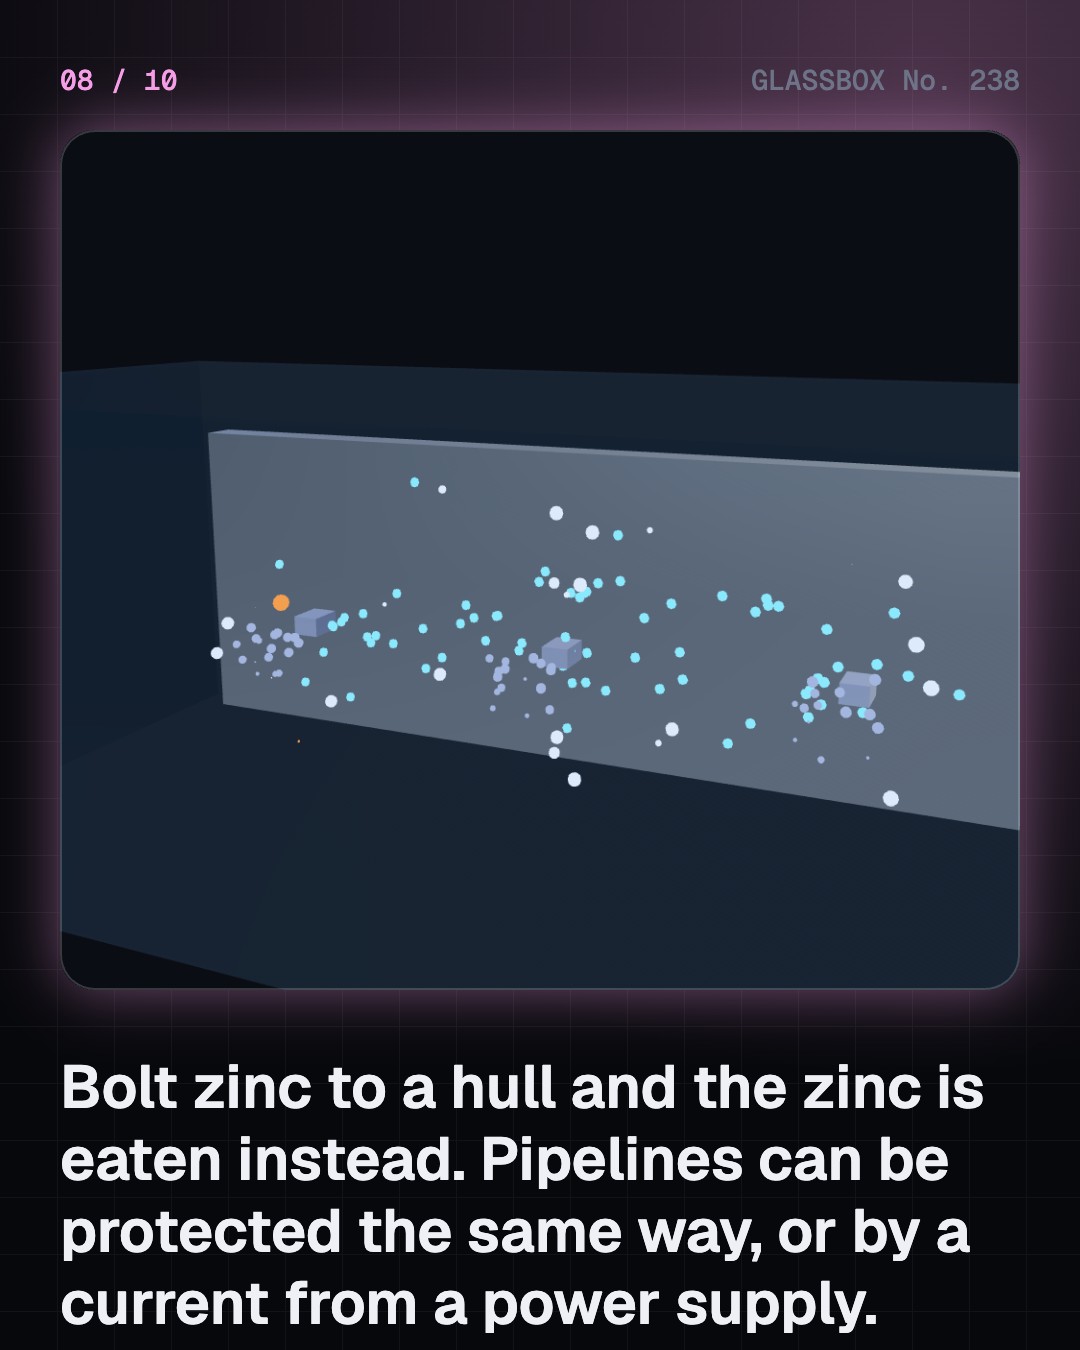 08 / 10
GLASSBOX No. 238
Bolt zinc to a hull and the zinc is
eaten instead. Pipelines can be
protected the same way, or by a
current from a power supply.